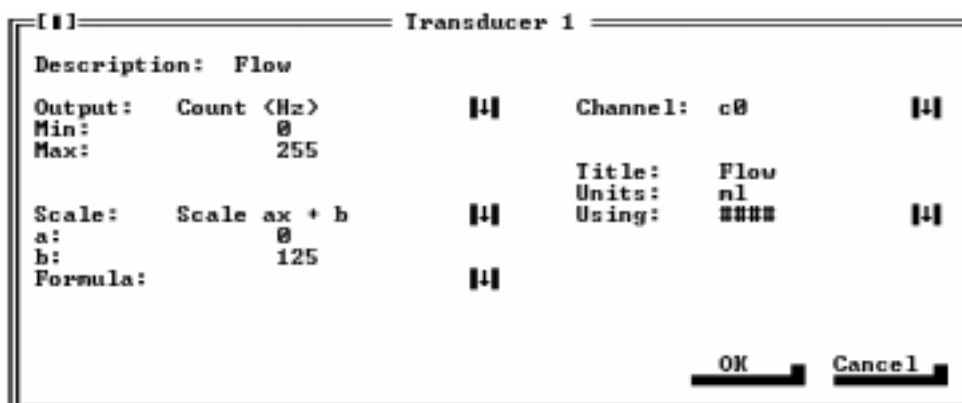 Transducer 1
Description: Flow
Output: Count (Hz)
Min: 0
Max: 255
Scale: Scale ax + b
a: 0
b: 125
Formula:
Channel: c0
Title: Flow
Units: ml
Using: ####
OK Cancel